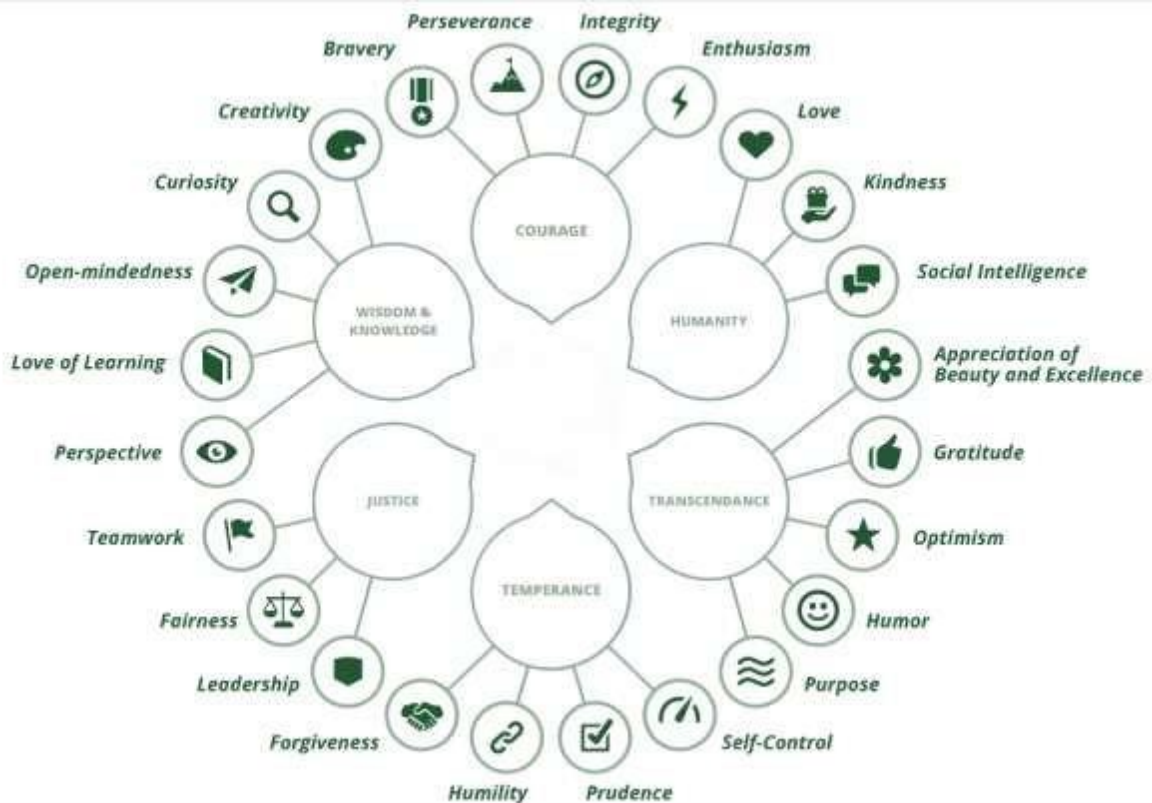 Perseverance
Integrity
Bravery
Enthusiasm
Creativity
Love
Curiosity
Kindness
COURAGE
Open-mindedness
Social Intelligence
WISDOM &
KNOWLEDGE
HUMANITY
Love of Learning
Appreciation of
Beauty and Excellence
Perspective
Gratitude
JUSTICE
TRANSCENDANCE
Teamwork
Optimism
TEMPERANCE
Fairness
Humor
Leadership
Purpose
Forgiveness
Self-Control
Humility
Prudence